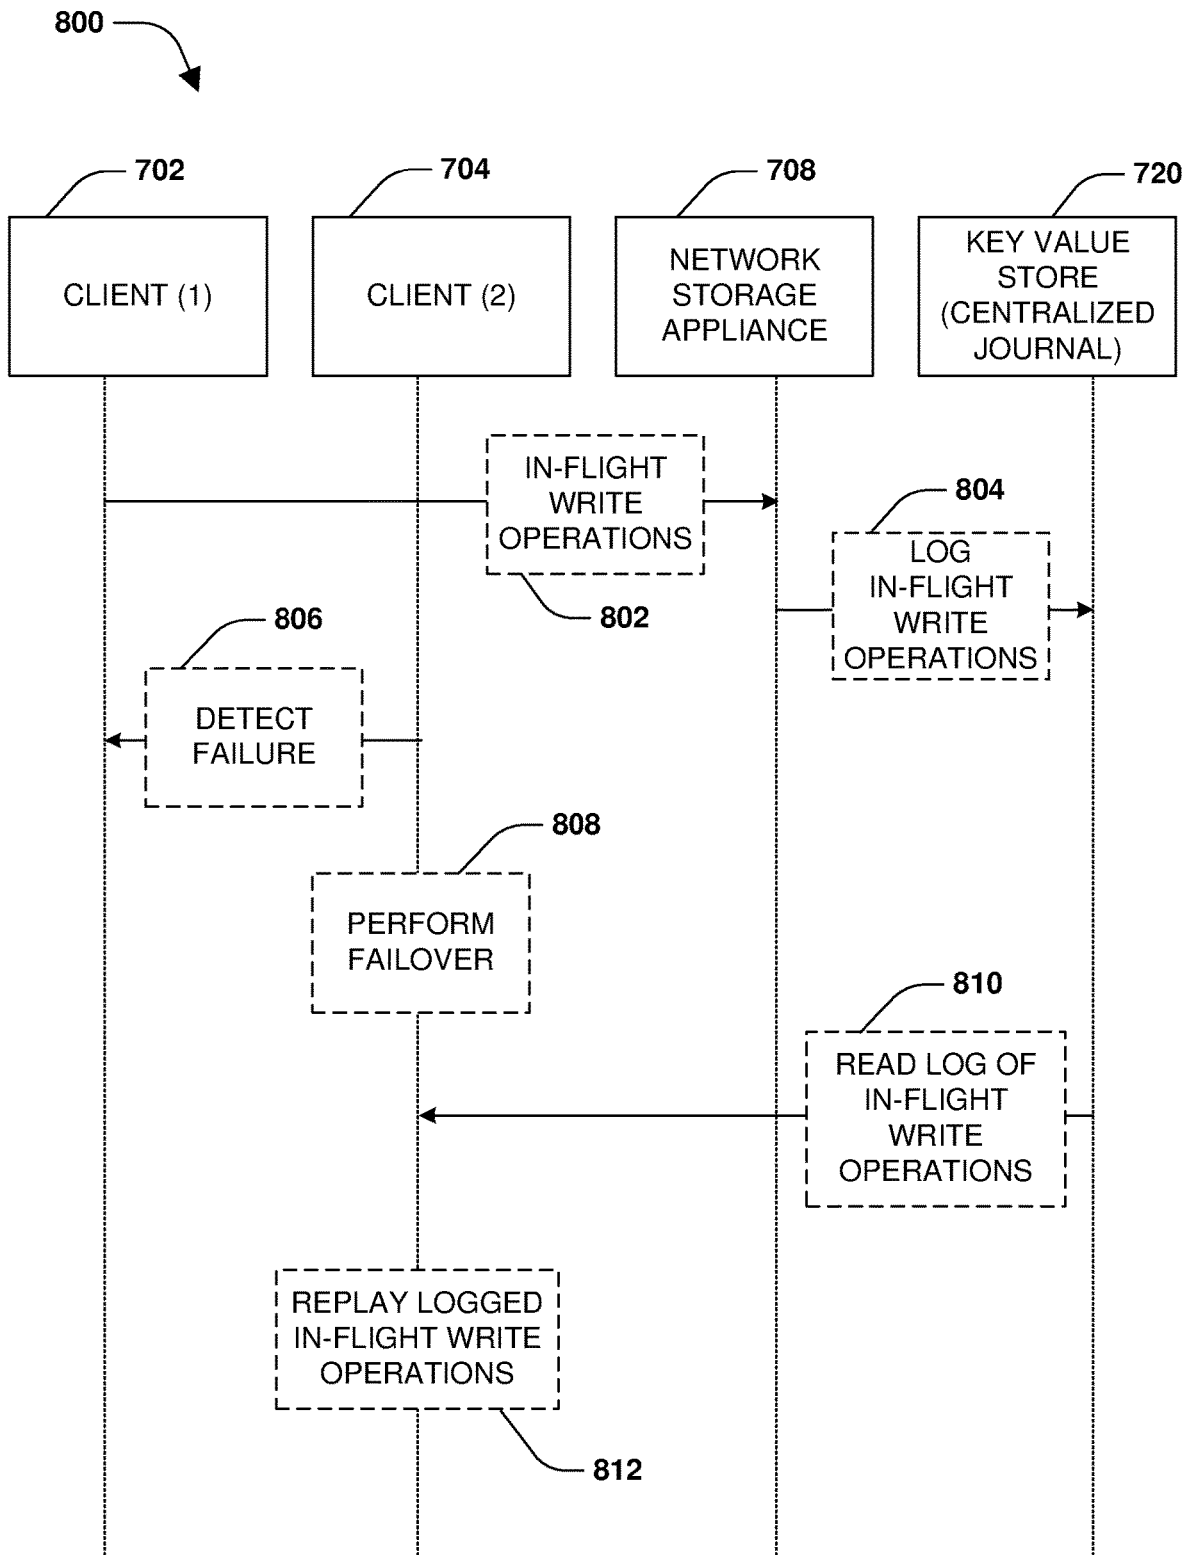 800
702
704
708
720
CLIENT (1)
CLIENT (2)
NETWORK
STORAGE
APPLIANCE
KEY VALUE
STORE
(CENTRALIZED
JOURNAL)
IN-FLIGHT
WRITE
OPERATIONS
802
804
LOG
IN-FLIGHT
WRITE
OPERATIONS
806
DETECT
FAILURE
808
PERFORM
FAILOVER
810
READ LOG OF
IN-FLIGHT
WRITE
OPERATIONS
REPLAY LOGGED
IN-FLIGHT WRITE
OPERATIONS
812